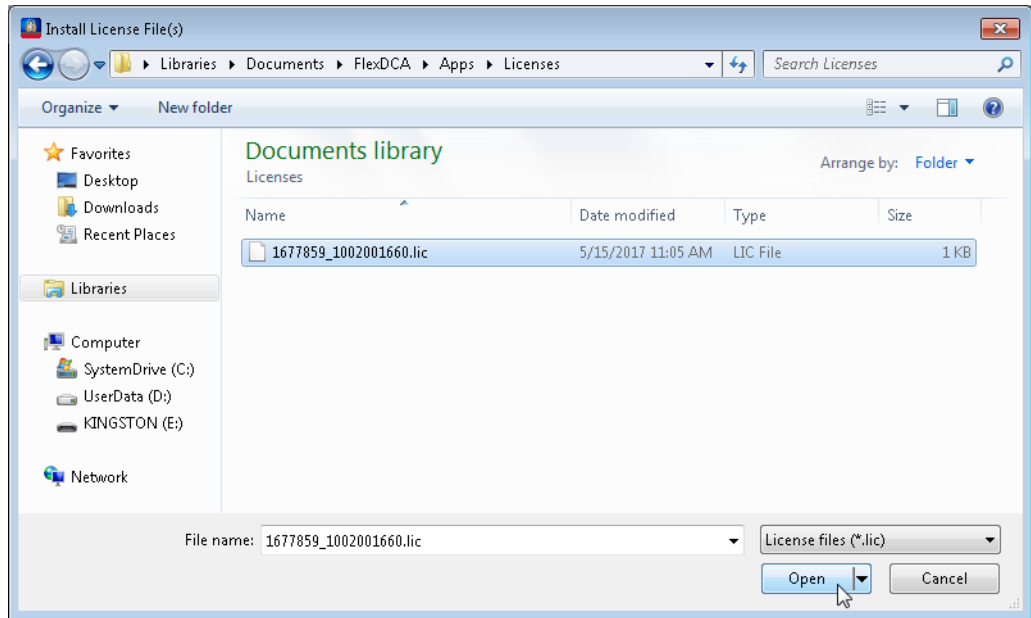 Install License File(s)
Libraries Documents FlexDCA Apps Licenses Search Licenses
Organize New folder
Favorites
Desktop
Downloads
Recent Places
Libraries
Computer
SystemDrive (C:)
UserData (D:)
KINGSTON (E:)
Network
Documents library
Licenses
Arrange by: Folder
Name Date modified Type Size
1677859_1002001660.lic 5/15/2017 11:05 AM LIC File 1 KB
File name: 1677859_1002001660.lic License files (*.lic)
Open Cancel